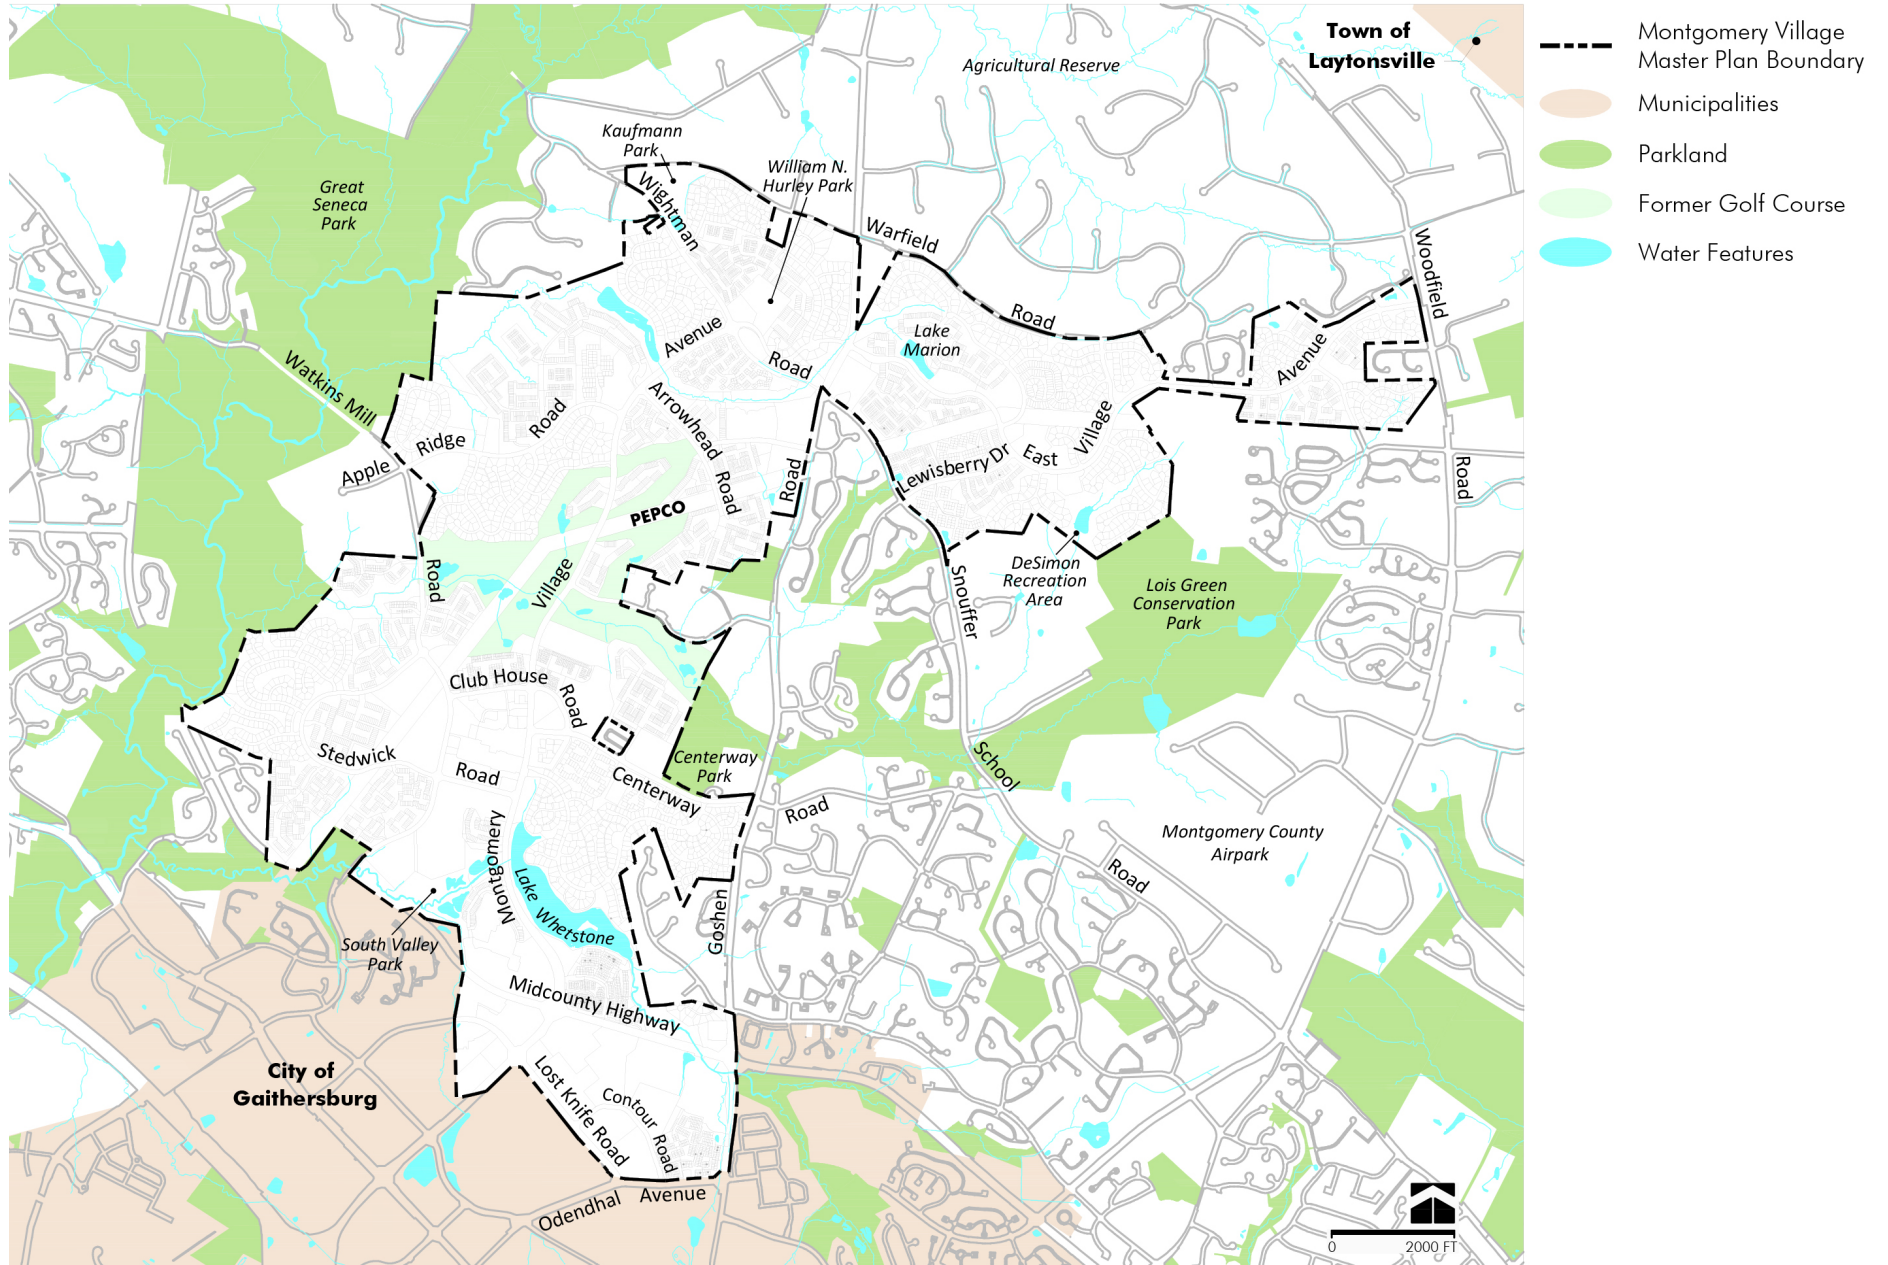 Town of
Laytonsville
Agricultural Reserve
Kaufmann
Park
William N.
Hurley Park
Great
Seneca
Park
Wightman
Warfield
Woodfield
Road
Avenue
Lake
Marion
Avenue
Road
Watkins Mill
Arrowhead
Road
Ridge
Road
Village
East
Lewisberry Dr
Apple
Road
Road
PEPCO
DeSimon
Recreation
Area
Lois Green
Conservation
Park
Road
Village
Snouffer
Club House
Road
Stedwick
Road
Centerway
Park
Centerway
School
Road
Montgomery
Montgomery
Lake Whetstone
Montgomery County
Airpark
Road
Goshen
South Valley
Park
Midcounty Highway
City of
Gaithersburg
Lost Knife Road
Contour Road
Odendhal Avenue
0 2000 FT
Montgomery Village
Master Plan Boundary
Municipalities
Parkland
Former Golf Course
Water Features